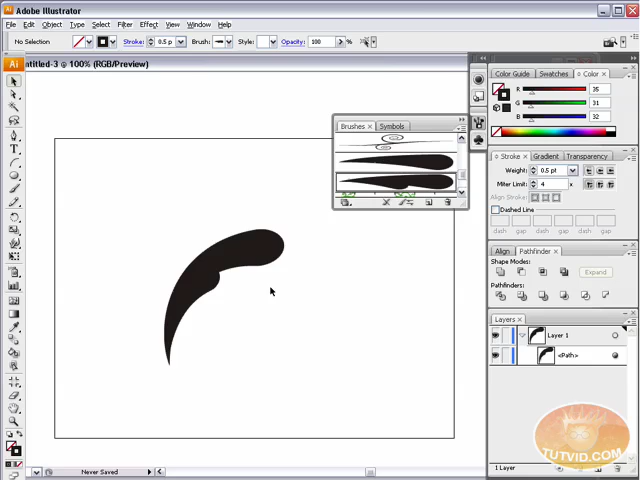 Adobe Illustrator
File Edit Object Type Select Filter Effect View Window Help
No Selection Stroke: 0.5 pt Brush: Style: Opacity: 100 %
ntitled-3 @ 100% (RGB/Preview)
Ai
Color Guide Swatches Color
R 35
G 31
B 32
Brushes Symbols
Stroke Gradient Transparency
Weight: 0.5 pt
Miter Limit: 4 x
Align Stroke:
Dashed Line
dash gap dash gap dash gap
Align Pathfinder
Shape Modes:
Expand
Pathfinders:
Layers
Layer 1
<Path>
TUTVID.COM
1 Layer
Never Saved